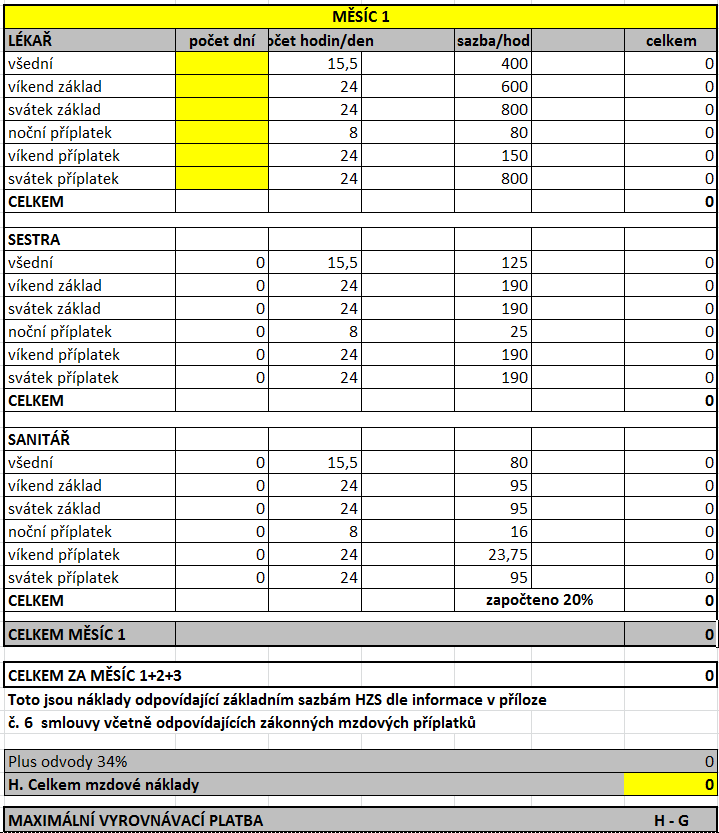 MĚSÍC 1
LÉKAŘ počet dní očet hodin/den sazba/hod celkem
všední 15,5 400 0
víkend základ 24 600 0
svátek základ 24 800 0
noční příplatek 8 80 0
víkend příplatek 24 150 0
svátek příplatek 24 800 0
CELKEM 0
SESTRA
všední 0 15,5 125 0
víkend základ 0 24 190 0
svátek základ 0 24 190 0
noční příplatek 0 8 25 0
víkend příplatek 0 24 190 0
svátek příplatek 0 24 190 0
CELKEM 0
SANITÁŘ
všední 0 15,5 80 0
víkend základ 0 24 95 0
svátek základ 0 24 95 0
noční příplatek 0 8 16 0
víkend příplatek 0 24 23,75 0
svátek příplatek 0 24 95 0
CELKEM započteno 20% 0
CELKEM MĚSÍC 1 0
CELKEM ZA MĚSÍC 1+2+3 0
Toto jsou náklady odpovídající základním sazbám HZS dle informace v příloze
č. 6 smlouvy včetně odpovídajících zákonných mzdových příplatků
Plus odvody 34% 0
H. Celkem mzdové náklady 0
MAXIMÁLNÍ VYROVNÁVACÍ PLATBA H - G